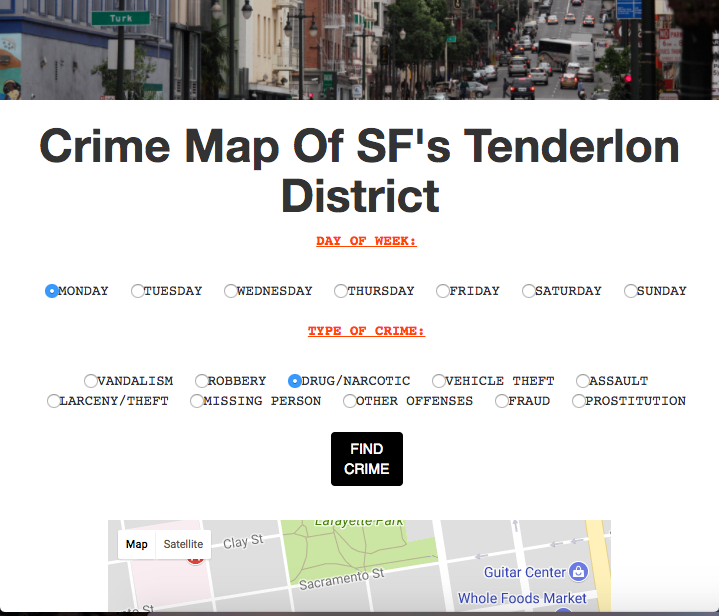 Turk
Crime Map Of SF's Tenderlon
District
DAY OF WEEK:
MONDAY TUESDAY WEDNESDAY THURSDAY FRIDAY SATURDAY SUNDAY
TYPE OF CRIME:
VANDALISM ROBBERY DRUG/NARCOTIC VEHICLE THEFT ASSAULT
LARCENY/THEFT MISSING PERSON OTHER OFFENSES FRAUD PROSTITUTION
FIND
CRIME
Lafayette Park
Map Satellite Clay St
Sacramento St
Guitar Center
Whole Foods Market